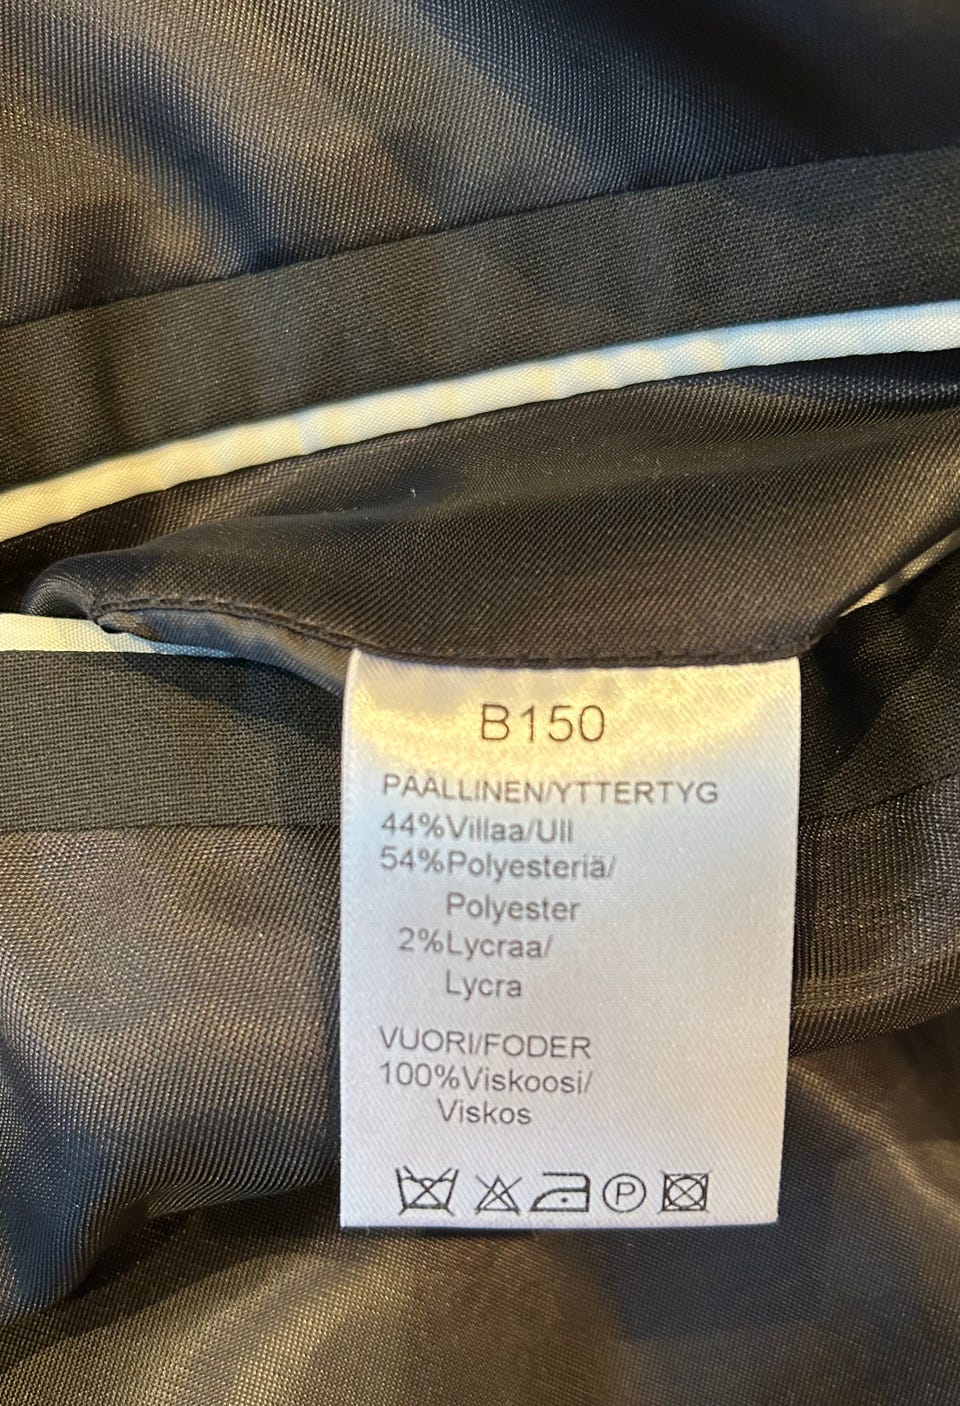 B150
PÄÄLLINEN/YTTERTYG
44%Villaa/Ull
54%Polyesteriä/
Polyester
2%Lycraa/
Lycra
VUORI/FODER
100%Viskoosi/
Viskos
P